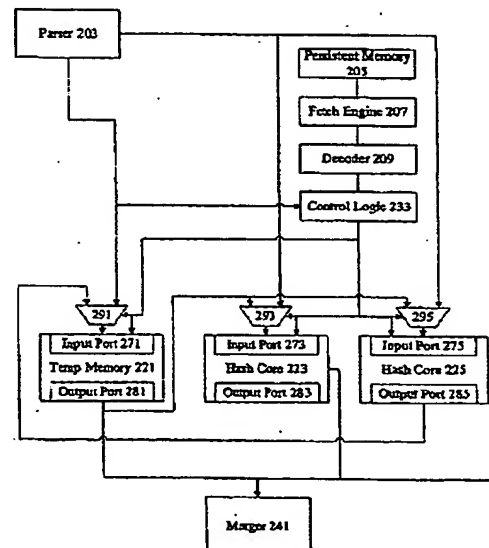 Parser 203
Persistent Memory
205
Fetch Engine 207
Decoder 209
Control Logic 233
291
293
295
Input Port 271
Temp Memory 221
Output Port 281
Input Port 273
Hash Core 223
Output Port 283
Input Port 275
Hash Core 225
Output Port 285
Merger 241